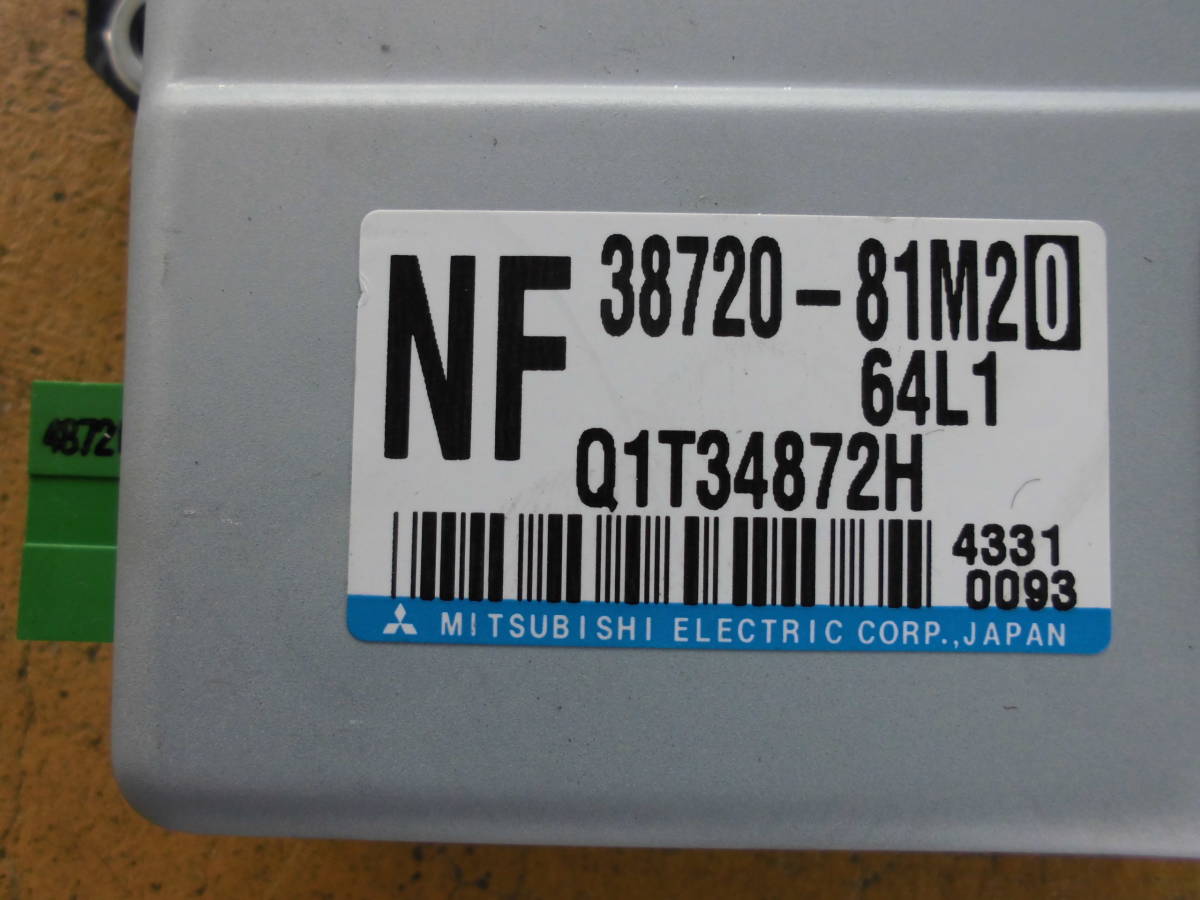 NF
38720-81M20
64L1
Q1T34872H
4331
0093
MITSUBISHI ELECTRIC CORP.,JAPAN